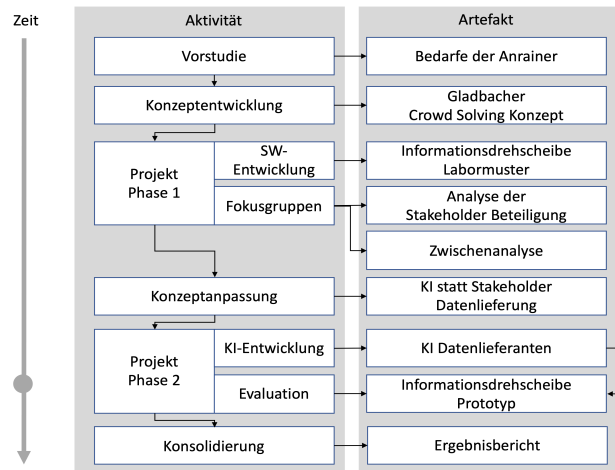 Zeit
Aktivität
Artefakt
Vorstudie
Bedarfe der Anrainer
Konzeptentwicklung
Gladbacher
Crowd Solving Konzept
Projekt
Phase 1
SW-
Entwicklung
Informationsdrehscheibe
Labormuster
Fokusgruppen
Analyse der
Stakeholder Beteiligung
Zwischenanalyse
Konzeptanpassung
KI statt Stakeholder
Datenlieferung
Projekt
Phase 2
KI-Entwicklung
KI Datenlieferanten
Evaluation
Informationsdrehscheibe
Prototyp
Konsolidierung
Ergebnisbericht